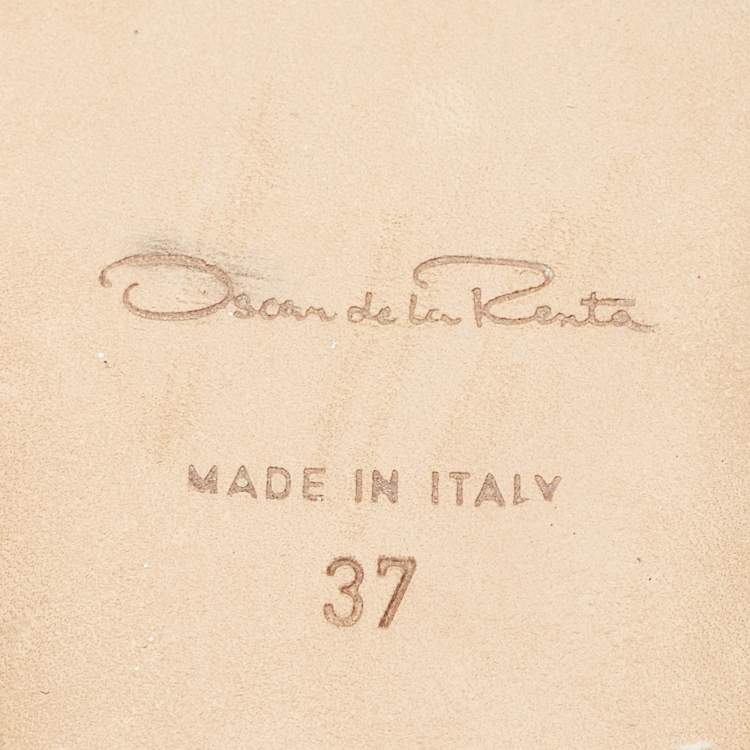 Oscar de la Renta
MADE IN ITALY
37